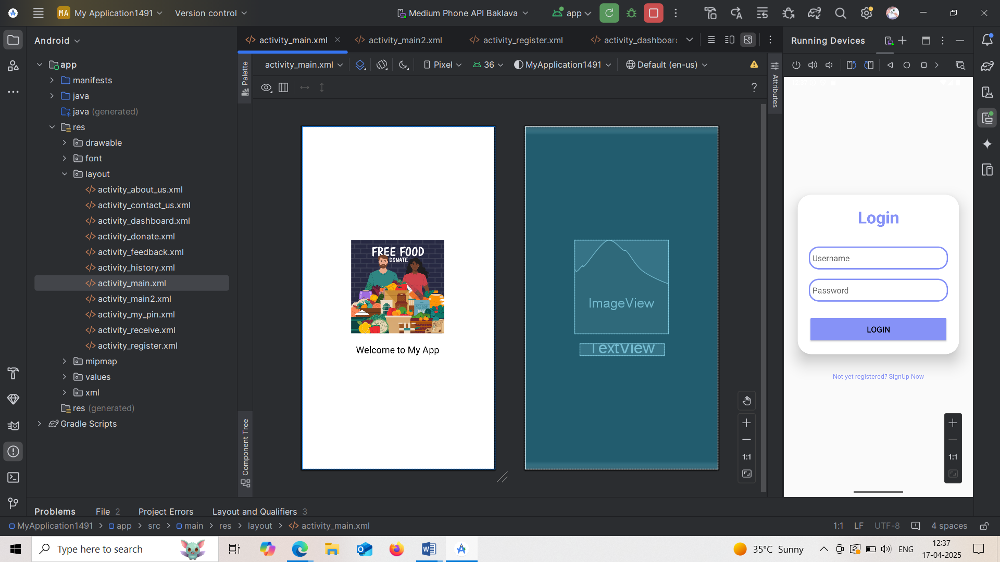 MA My Application1491 Version control Medium Phone API Baklava app
Android
activity_main.xml activity_main2.xml activity_register.xml activity_dashboar
Running Devices
activity_main.xml Pixel 36 MyApplication1491 Default (en-us)
Palette
Attributes
Component Tree
app
manifests
java
java (generated)
res
drawable
font
layout
activity_about_us.xml
activity_contact_us.xml
activity_dashboard.xml
activity_donate.xml
activity_feedback.xml
activity_history.xml
activity_main.xml
activity_main2.xml
activity_my_pin.xml
activity_receive.xml
activity_register.xml
mipmap
values
xml
res (generated)
Gradle Scripts
?
FREE FOOD
DONATE
Welcome to My App
ImageView
TextView
1:1
Login
Username
Password
LOGIN
Not yet registered? SignUp Now
1:1
Problems File 2 Project Errors Layout and Qualifiers 3
MyApplication1491 > app > src > main > res > layout > activity_main.xml 1:1 LF UTF-8 4 spaces
Type here to search
35°C Sunny
ENG
12:37
17-04-2025